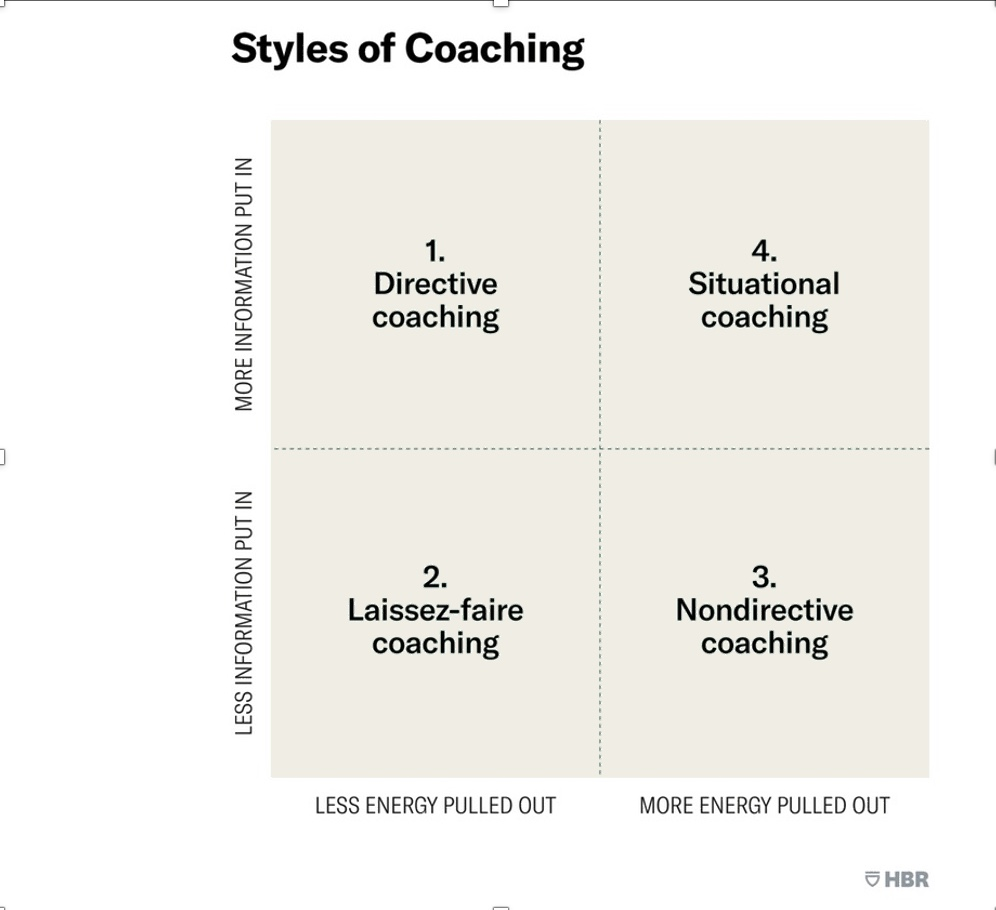 Styles of Coaching
MORE INFORMATION PUT IN
1.
Directive
coaching
4.
Situational
coaching
LESS INFORMATION PUT IN
2.
Laissez-faire
coaching
3.
Nondirective
coaching
LESS ENERGY PULLED OUT
MORE ENERGY PULLED OUT
HBR